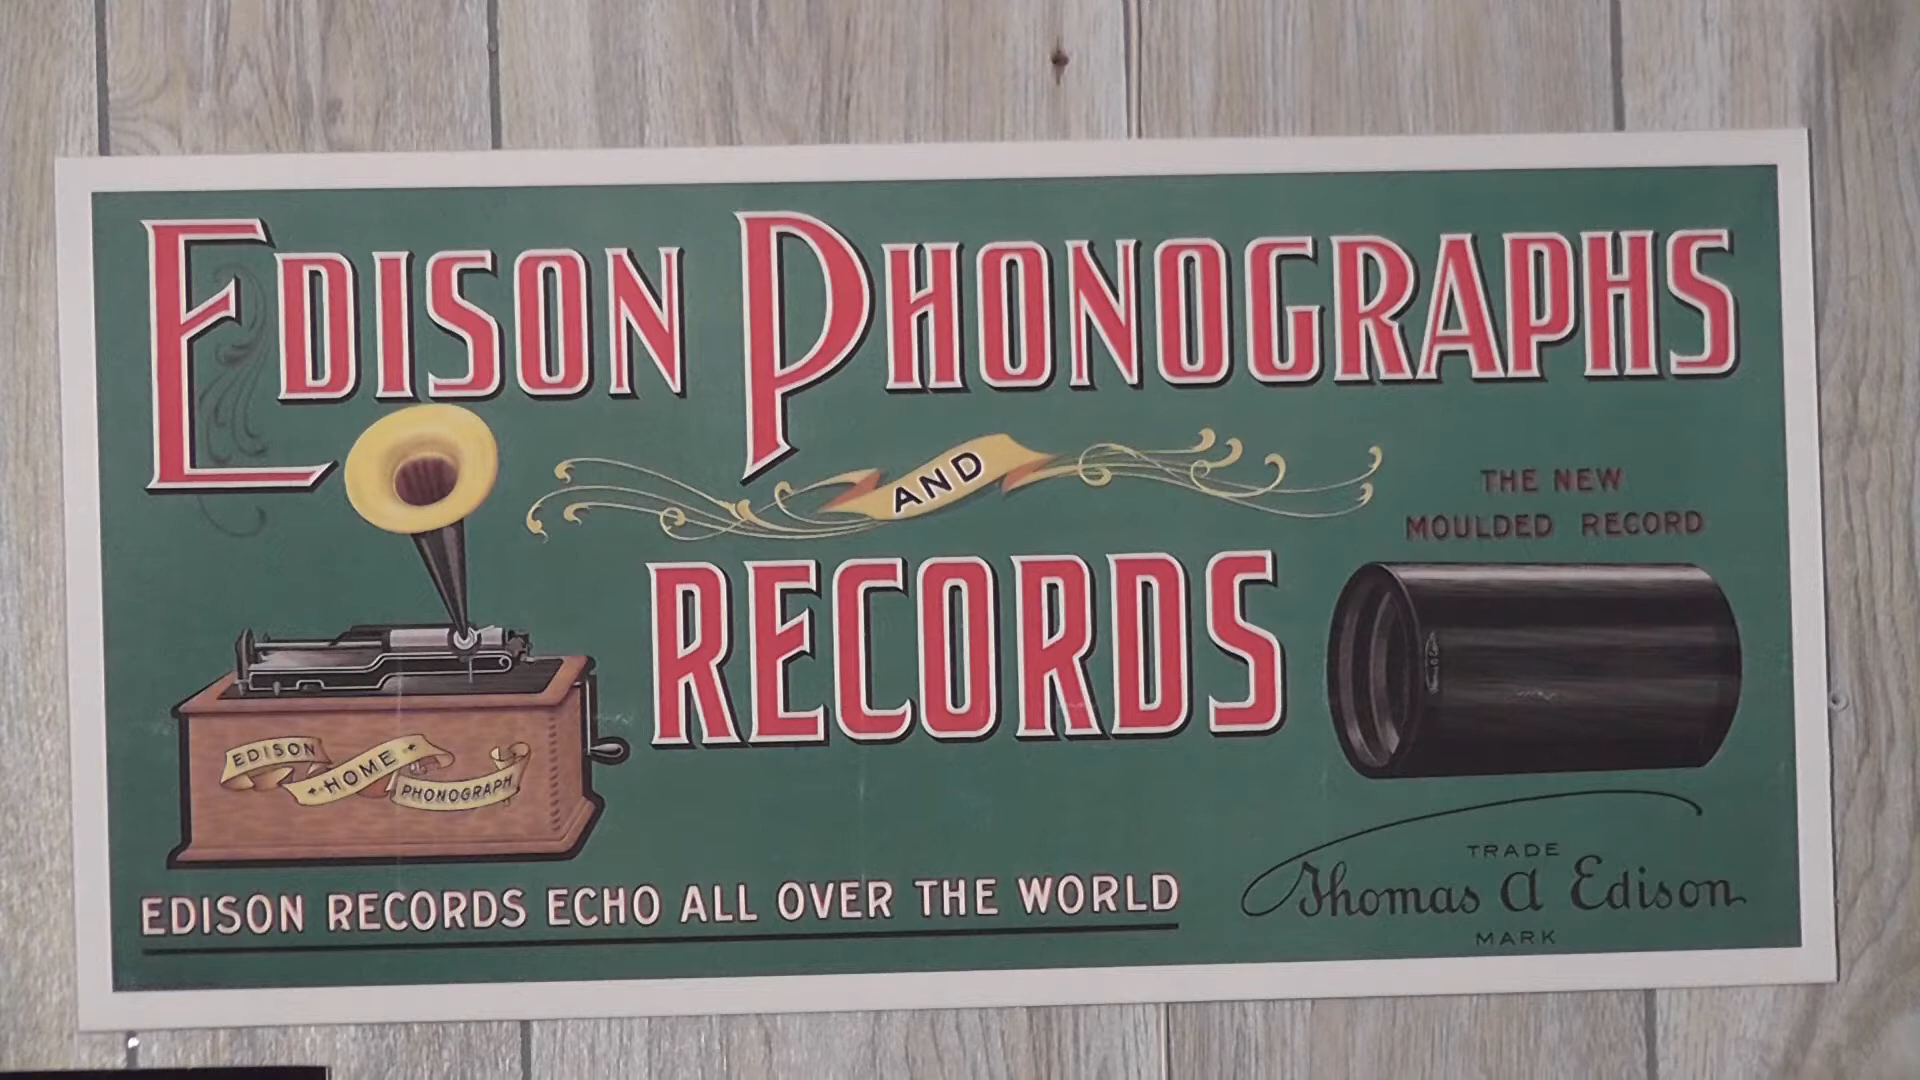 EDISON PHONOGRAPHS
AND
RECORDS
THE NEW
MOULDED RECORD
EDISON
HOME
PHONOGRAPH
EDISON RECORDS ECHO ALL OVER THE WORLD
TRADE
Thomas A Edison
MARK